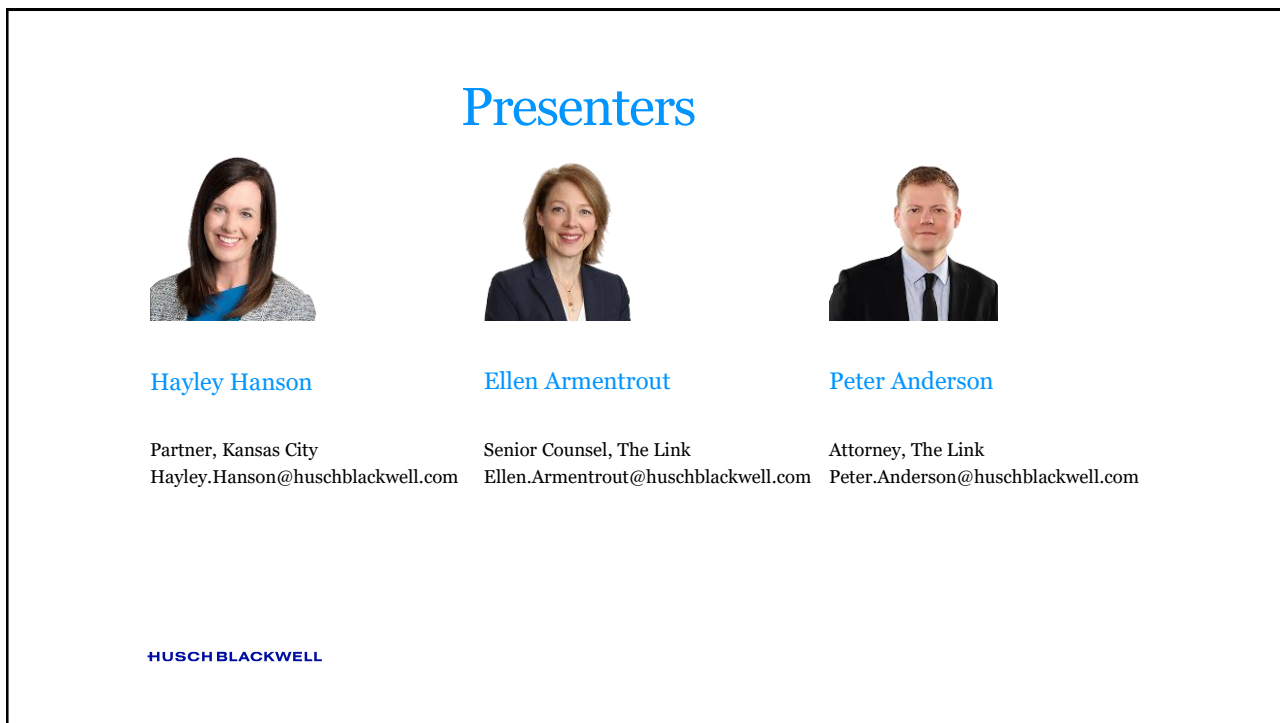 Presenters
Hayley Hanson
Partner, Kansas City
Hayley.Hanson@huschblackwell.com
Ellen Armentrout
Senior Counsel, The Link
Ellen.Armentrout@huschblackwell.com
Peter Anderson
Attorney, The Link
Peter.Anderson@huschblackwell.com
HUSCH BLACKWELL